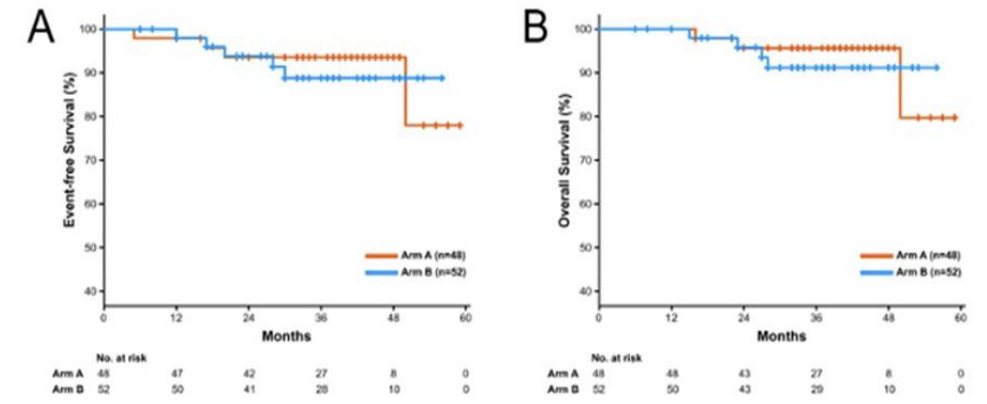 A
100
90
80
70
60
50
40
Event-free Survival (%)
Arm A (n=48)
Arm B (n=52)
0 12 24 36 48 60
Months
No. at risk
Arm A 48 47 42 27 8 0
Arm B 52 50 41 28 10 0
B
100
90
80
70
60
50
40
Overall Survival (%)
Arm A (n=48)
Arm B (n=52)
0 12 24 36 48 60
Months
No. at risk
Arm A 48 48 43 27 8 0
Arm B 52 50 43 29 10 0